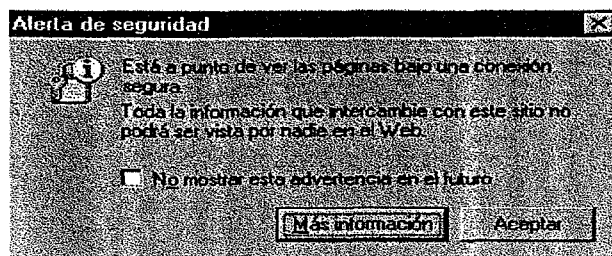 Alerta de seguridad
Está a punto de ver las páginas bajo una conexión
segura.
Toda la información que intercambie con este sitio no
podrá ser vista por nadie en el Web.
No mostrar esta advertencia en el futuro
Más información
Aceptar